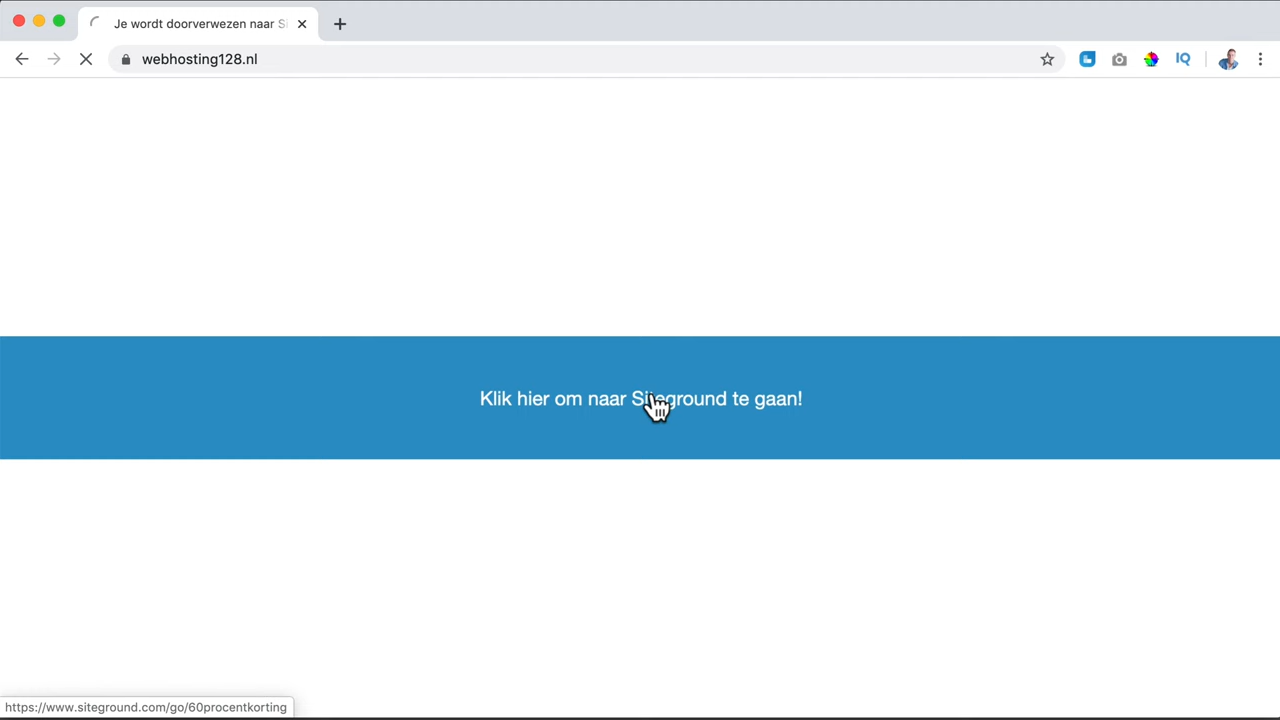 Je wordt doorverwezen naar S
webhosting128.nl
IQ
Klik hier om naar Siteground te gaan!
https://www.siteground.com/go/60procentkorting